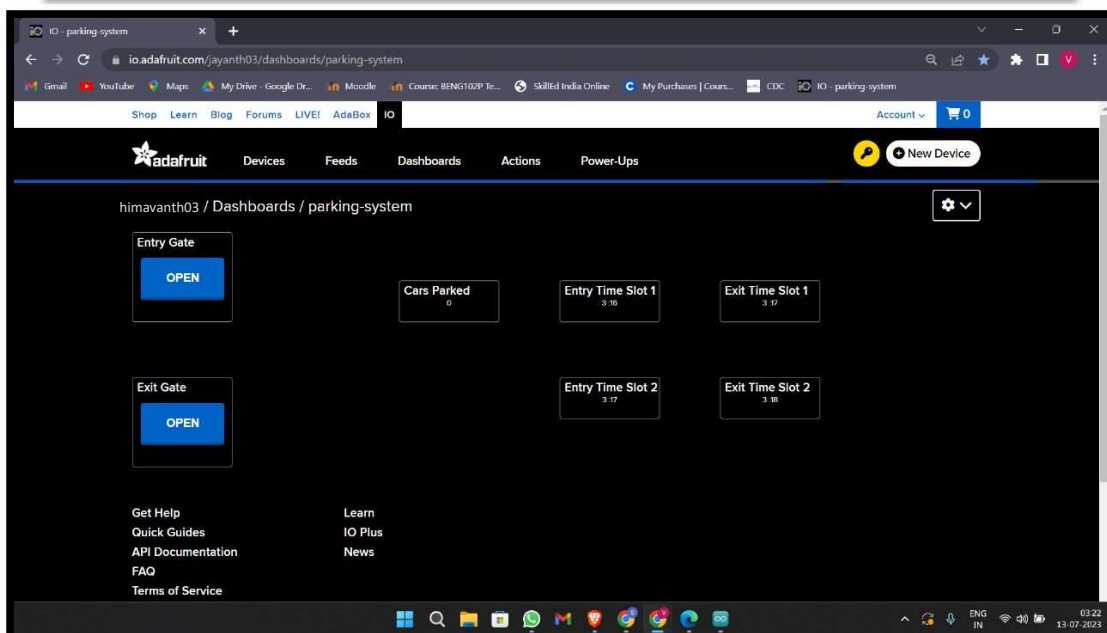 IO - parking-system
io.adafruit.com/jayanth03/dashboards/parking-system
Gmail YouTube Maps My Drive - Google Dr... Moodle Course: BENG102P Te... SkillEd India Online My Purchases | Cours... CDC IO - parking-system
Shop Learn Blog Forums LIVE! AdaBox IO Account 0
adafruit Devices Feeds Dashboards Actions Power-Ups New Device
himavanth03 / Dashboards / parking-system
Entry Gate
OPEN
Cars Parked
0
Entry Time Slot 1
3:16
Exit Time Slot 1
3:17
Exit Gate
OPEN
Entry Time Slot 2
3:17
Exit Time Slot 2
3:18
Get Help
Quick Guides
API Documentation
FAQ
Terms of Service
Learn
IO Plus
News
ENG
IN
03:22
13-07-2023